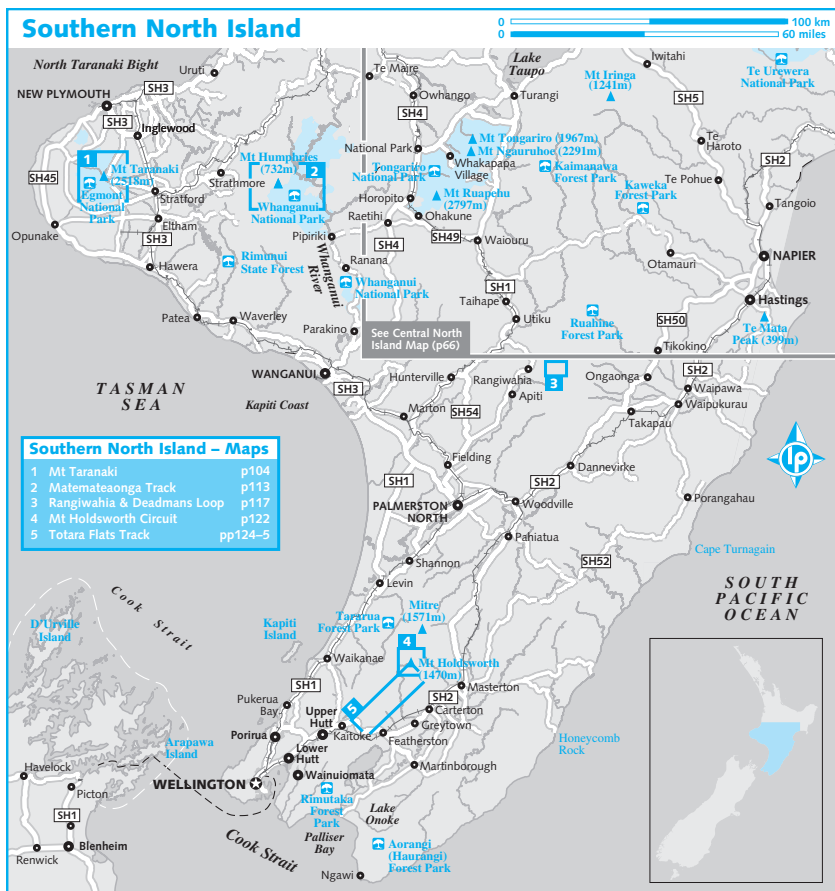 Southern North Island
0 100 km
0 60 miles
North Taranaki Bight
Uruti
Te Maire
Lake
Taupo
Iwitahi
Te Urewera
National Park
Mt Iringa
(1241m)
Owhango
Turangi
NEW PLYMOUTH
SH3
SH3
SH3
SH4
SH5
Inglewood
National Park
Mt Tongariro (1967m)
Mt Ngauruhoe (2291m)
Te
Haroto
SH2
1
Mt Taranaki
(2518m)
Mt Humphries
(732m)
2
Whakapapa
Village
Tongariro
National Park
Kaimanawa
Forest Park
Te Pohue
SH45
Egmont
National
Park
Strathmore
Stratford
Whanganui
National Park
Horopito
Mt Ruapehu
(2797m)
Kaweka
Forest Park
Tangoio
Opunake
Eltham
SH3
Raetihi
Ohakune
Pipiriki
SH4
SH49
Waiouru
Hawera
Rimunui
State Forest
Whanganui
River
Ranana
Whanganui
National Park
Otamauri
NAPIER
SH1
Taihape
Hastings
Patea
Waverley
Parakino
Utiku
Ruahine
Forest Park
SH50
Te Mata
Peak (399m)
See Central North
Island Map (p66)
Tikokino
WANGANUI
SH3
Hunterville
Rangiwahia
3
Ongaonga
SH2
Waipawa
TASMAN
SEA
Kapiti Coast
Marton
SH54
Apiti
Takapau
Waipukurau
Southern North Island – Maps
1 Mt Taranaki p104
2 Matemateaonga Track p113
3 Rangiwahia & Deadmans Loop p117
4 Mt Holdsworth Circuit p122
5 Totara Flats Track pp124–5
Fielding
SH1
Dannevirke
SH2
lp
PALMERSTON
NORTH
Woodville
Porangahau
Pahiatua
Shannon
SH52
Cape Turnagain
Levin
SOUTH
PACIFIC
OCEAN
Cook Strait
D'Urville
Island
Kapiti
Island
Tararua
Forest Park
Mitre
(1571m)
4
Waikanae
Mt Holdsworth
(1470m)
SH1
Masterton
SH2
Pukerua
Bay
5
Upper
Hutt
Carterton
Greytown
Porirua
Kaitoke
Featherston
Honeycomb
Rock
Arapawa
Island
Lower
Hutt
Havelock
Wainuiomata
Martinborough
WELLINGTON
Picton
Rimutaka
Forest
Park
Lake
Onoke
SH1
Cook Strait
Palliser
Bay
Aorangi
(Haurangi)
Forest Park
Blenheim
Renwick
Ngawi